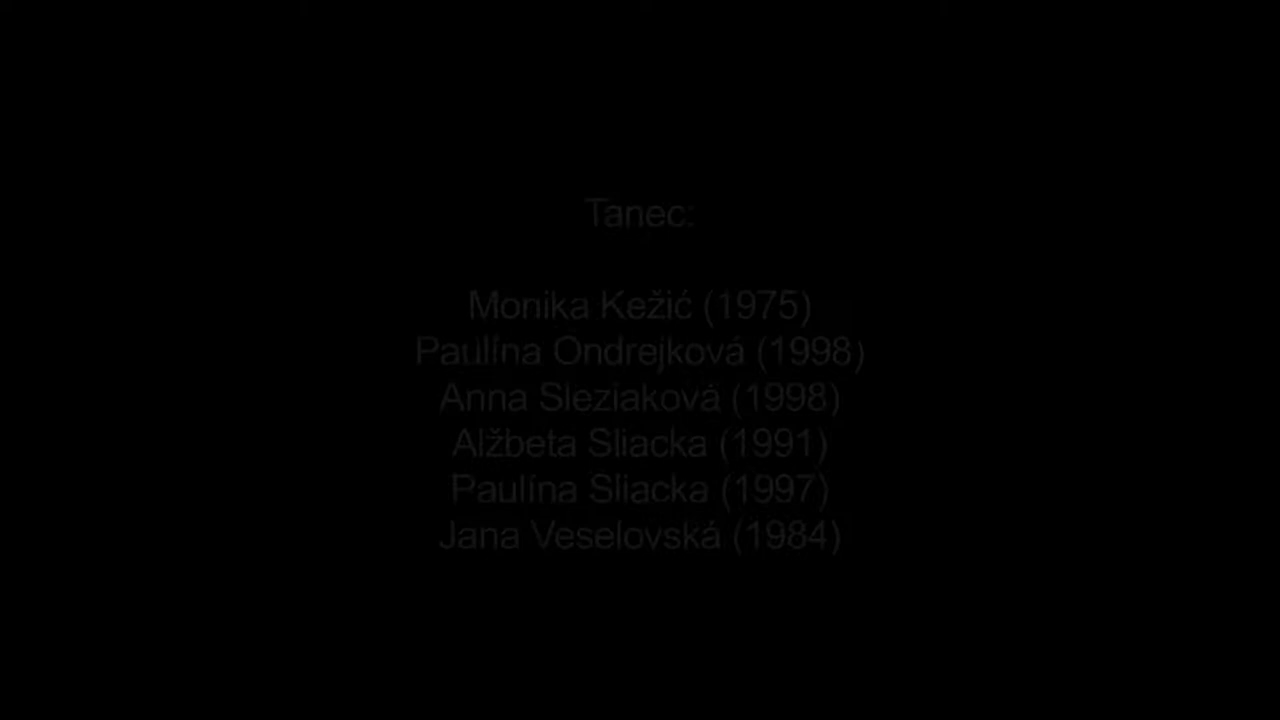 Tanec:
Monika Kežić (1975)
Paulína Ondrejková (1998)
Anna Sleziaková (1998)
Alžbeta Sliacka (1991)
Paulína Sliacka (1997)
Jana Veselovská (1984)